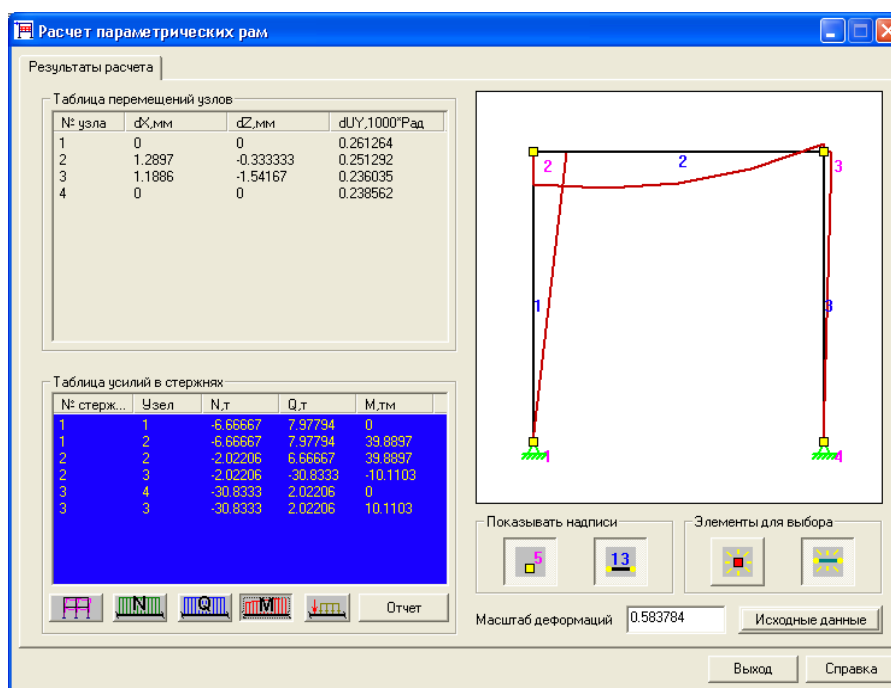 Расчет параметрических рам
Результаты расчета
Таблица перемещений узлов
№ узла dX,мм dZ,мм dUY,1000*Рад
1 0 0 0.261264
2 1.2897 -0.333333 0.251292
3 1.1886 -1.54167 0.236035
4 0 0 0.238562
2 2 3
1 3
1 4
Таблица усилий в стержнях
№ стерж... Узел N,т Q,т M,тм
1 1 -6.66667 7.97794 0
1 2 -6.66667 7.97794 39.8897
2 2 -2.02206 6.66667 39.8897
2 3 -2.02206 -30.8333 -10.1103
3 4 -30.8333 2.02206 0
3 3 -30.8333 2.02206 10.1103
N Q M Отчет
Показывать надписи
5 13
Элементы для выбора
Масштаб деформаций 0.583784 Исходные данные
Выход Справка